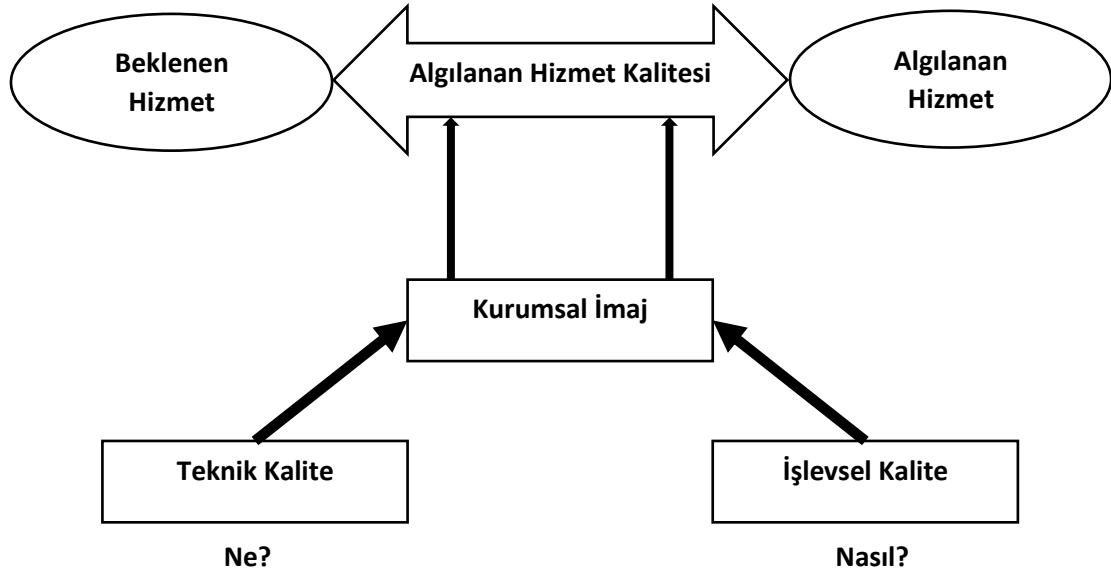 Beklenen
Hizmet
Algılanan Hizmet Kalitesi
Algılanan
Hizmet
Kurumsal İmaj
Teknik Kalite
İşlevsel Kalite
Ne?
Nasıl?